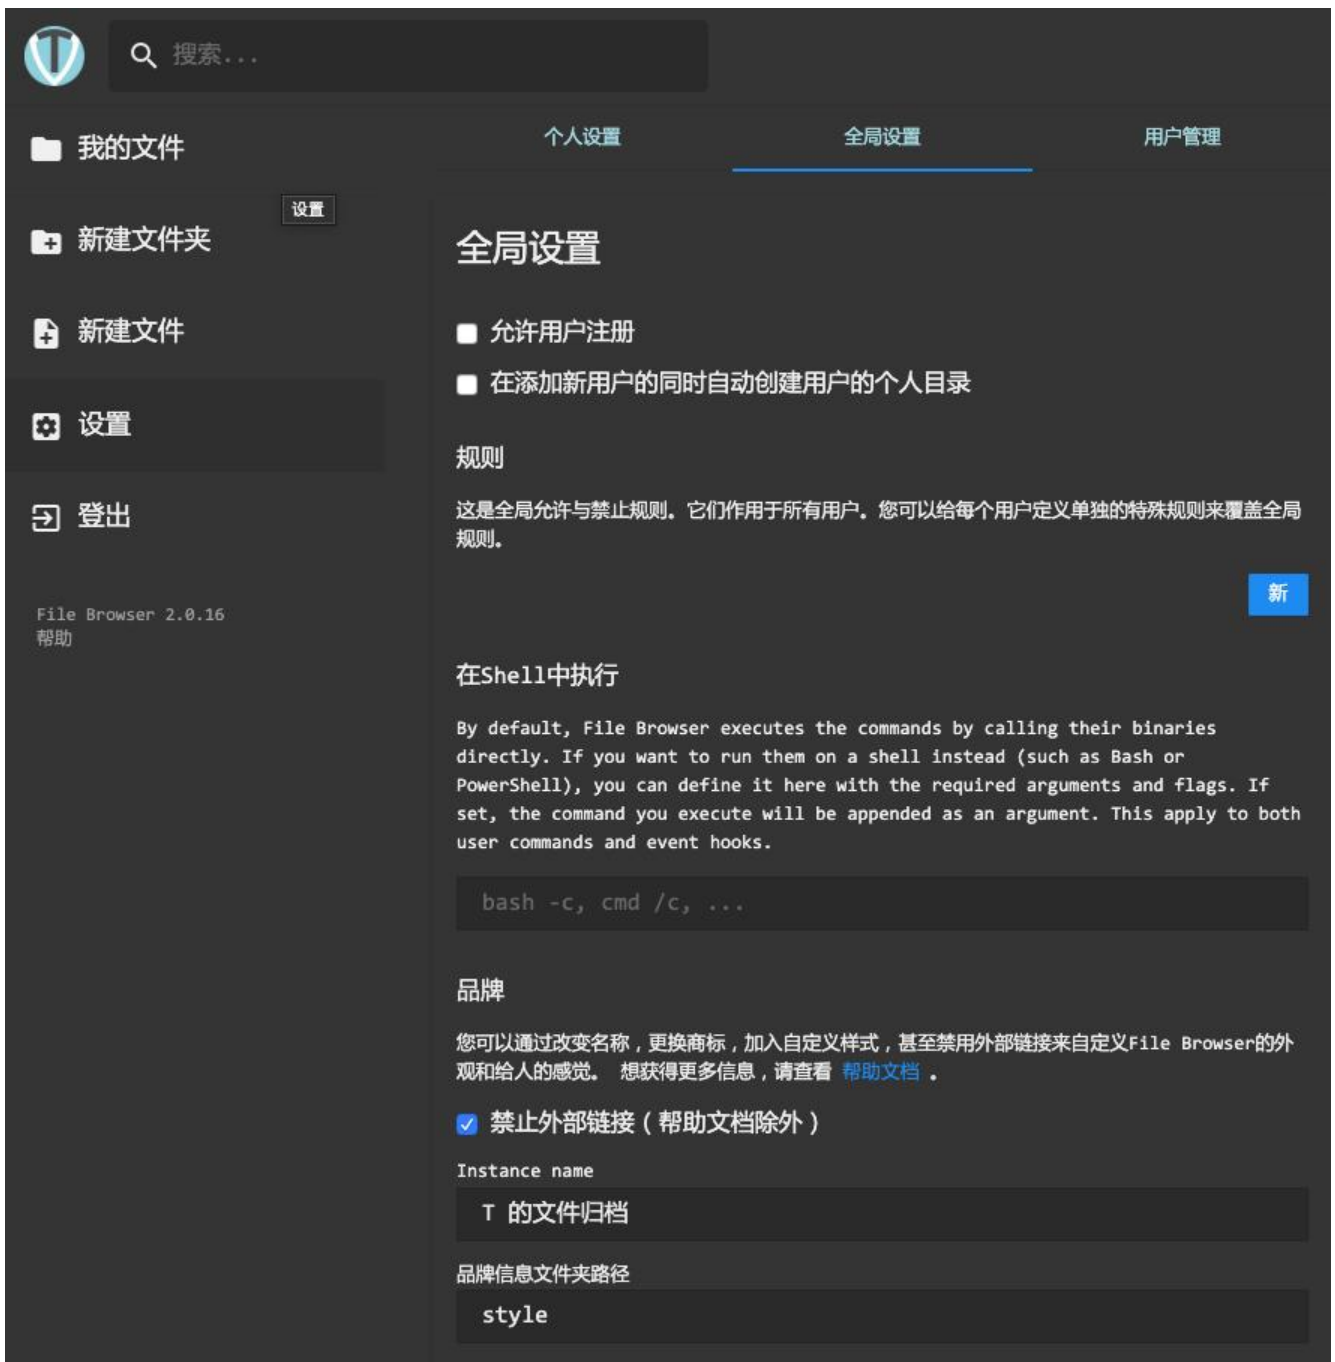 搜索...
我的文件
个人设置
全局设置
用户管理
设置
新建文件夹
新建文件
设置
登出
File Browser 2.0.16
帮助
全局设置
允许用户注册
在添加新用户的同时自动创建用户的个人目录
规则
这是全局允许与禁止规则。它们作用于所有用户。您可以给每个用户定义单独的特殊规则来覆盖全局
规则。
新
在Shell中执行
By default, File Browser executes the commands by calling their binaries
directly. If you want to run them on a shell instead (such as Bash or
PowerShell), you can define it here with the required arguments and flags. If
set, the command you execute will be appended as an argument. This apply to both
user commands and event hooks.
bash -c, cmd /c, ...
品牌
您可以通过改变名称，更换商标，加入自定义样式，甚至禁用外部链接来自定义File Browser的外
观和给人的感觉。 想获得更多信息，请查看 帮助文档 。
禁止外部链接（帮助文档除外）
Instance name
T 的文件归档
品牌信息文件夹路径
style